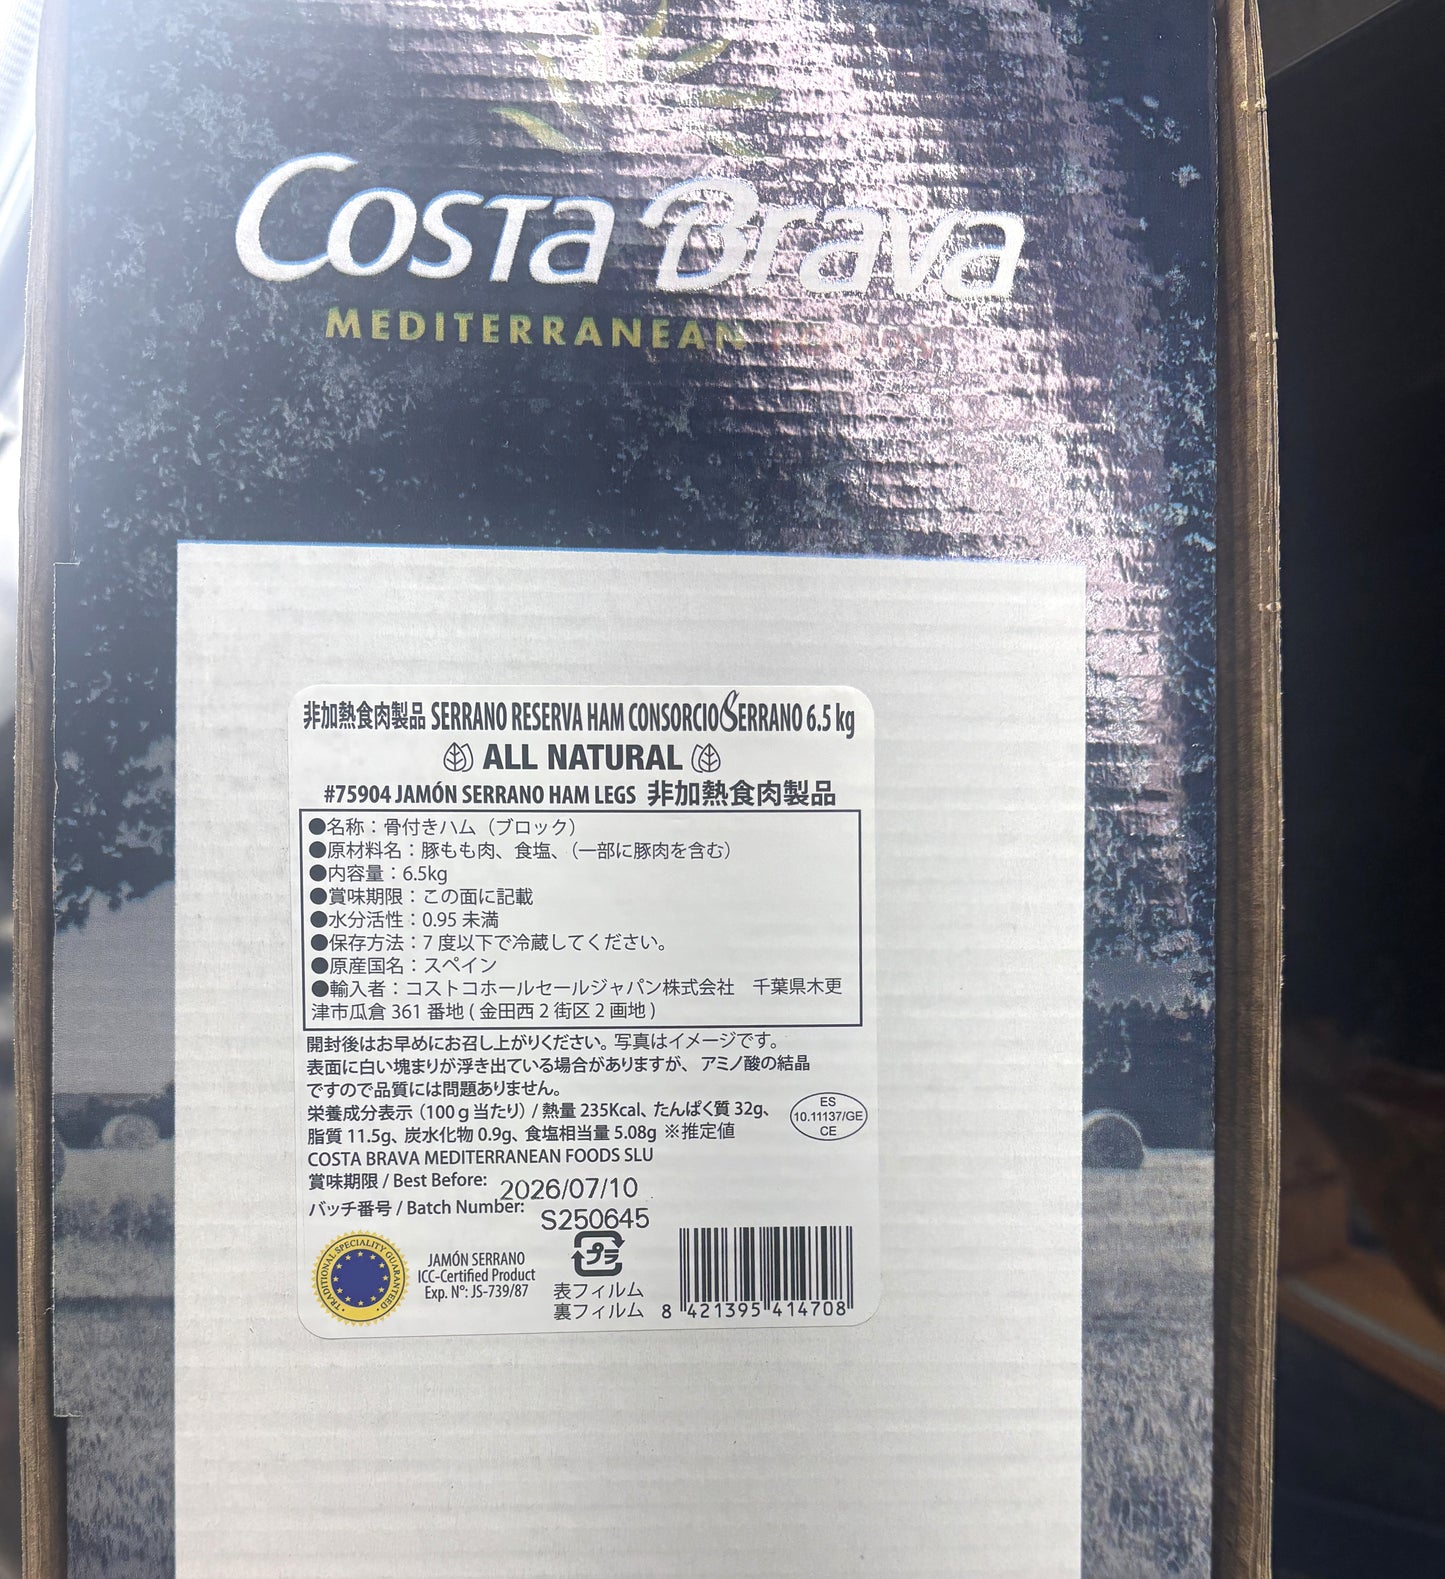 Costa Brava
MEDITERRANEAN
非加熱食肉製品 SERRANO RESERVA HAM CONSORCIO SERRANO 6.5 kg
ALL NATURAL
#75904 JAMÓN SERRANO HAM LEGS 非加熱食肉製品
●名称：骨付きハム（ブロック）
●原材料名：豚もも肉、食塩、（一部に豚肉を含む）
●内容量：6.5kg
●賞味期限：この面に記載
●水分活性：0.95 未満
●保存方法：7 度以下で冷蔵してください。
●原産国名：スペイン
●輸入者：コストコホールセールジャパン株式会社　千葉県木更
津市瓜倉 361 番地 ( 金田西 2 街区 2 画地 )
開封後はお早めにお召し上がりください。写真はイメージです。
表面に白い塊まりが浮き出ている場合がありますが、アミノ酸の結晶
ですので品質には問題ありません。
栄養成分表示（100 g 当たり）/ 熱量 235Kcal、たんぱく質 32g、
脂質 11.5g、炭水化物 0.9g、食塩相当量 5.08g ※推定値
ES
10.11137/GE
CE
COSTA BRAVA MEDITERRANEAN FOODS SLU
賞味期限 / Best Before: 2026/07/10
バッチ番号 / Batch Number: S250645
TRADITIONAL SPECIALITY GUARANTEED
JAMÓN SERRANO
ICC-Certified Product
Exp. Nº: JS-739/87
プラ
表フィルム
裏フィルム
8 421395 414708